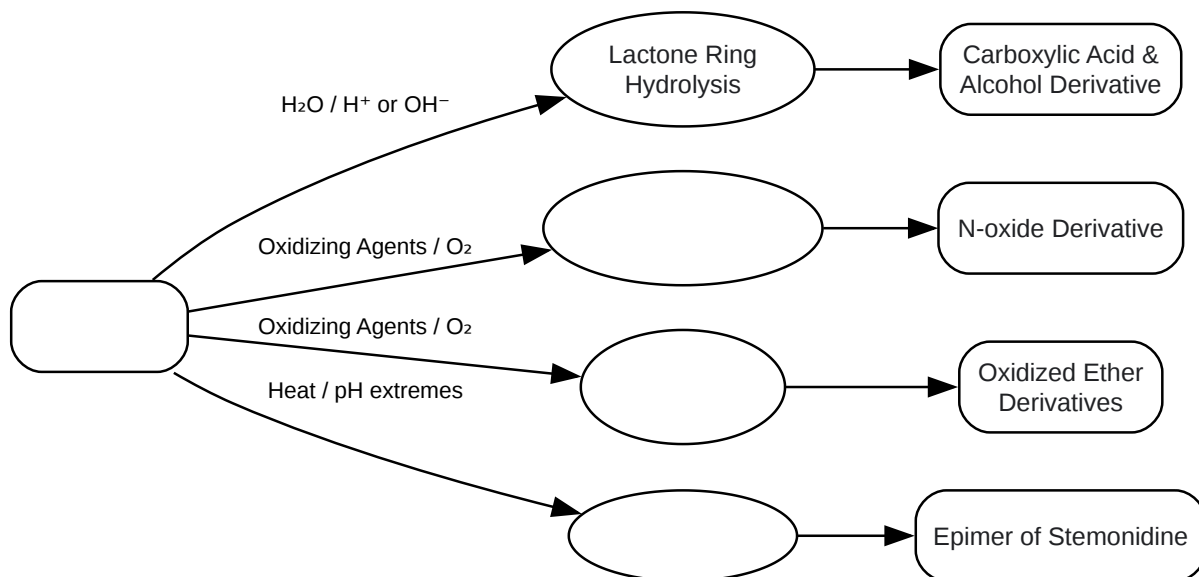 Lactone Ring
Hydrolysis
Carboxylic Acid &
Alcohol Derivative
H₂O / H⁺ or OH⁻
Oxidizing Agents / O₂
N-oxide Derivative
Oxidizing Agents / O₂
Oxidized Ether
Derivatives
Heat / pH extremes
Epimer of Stemonidine